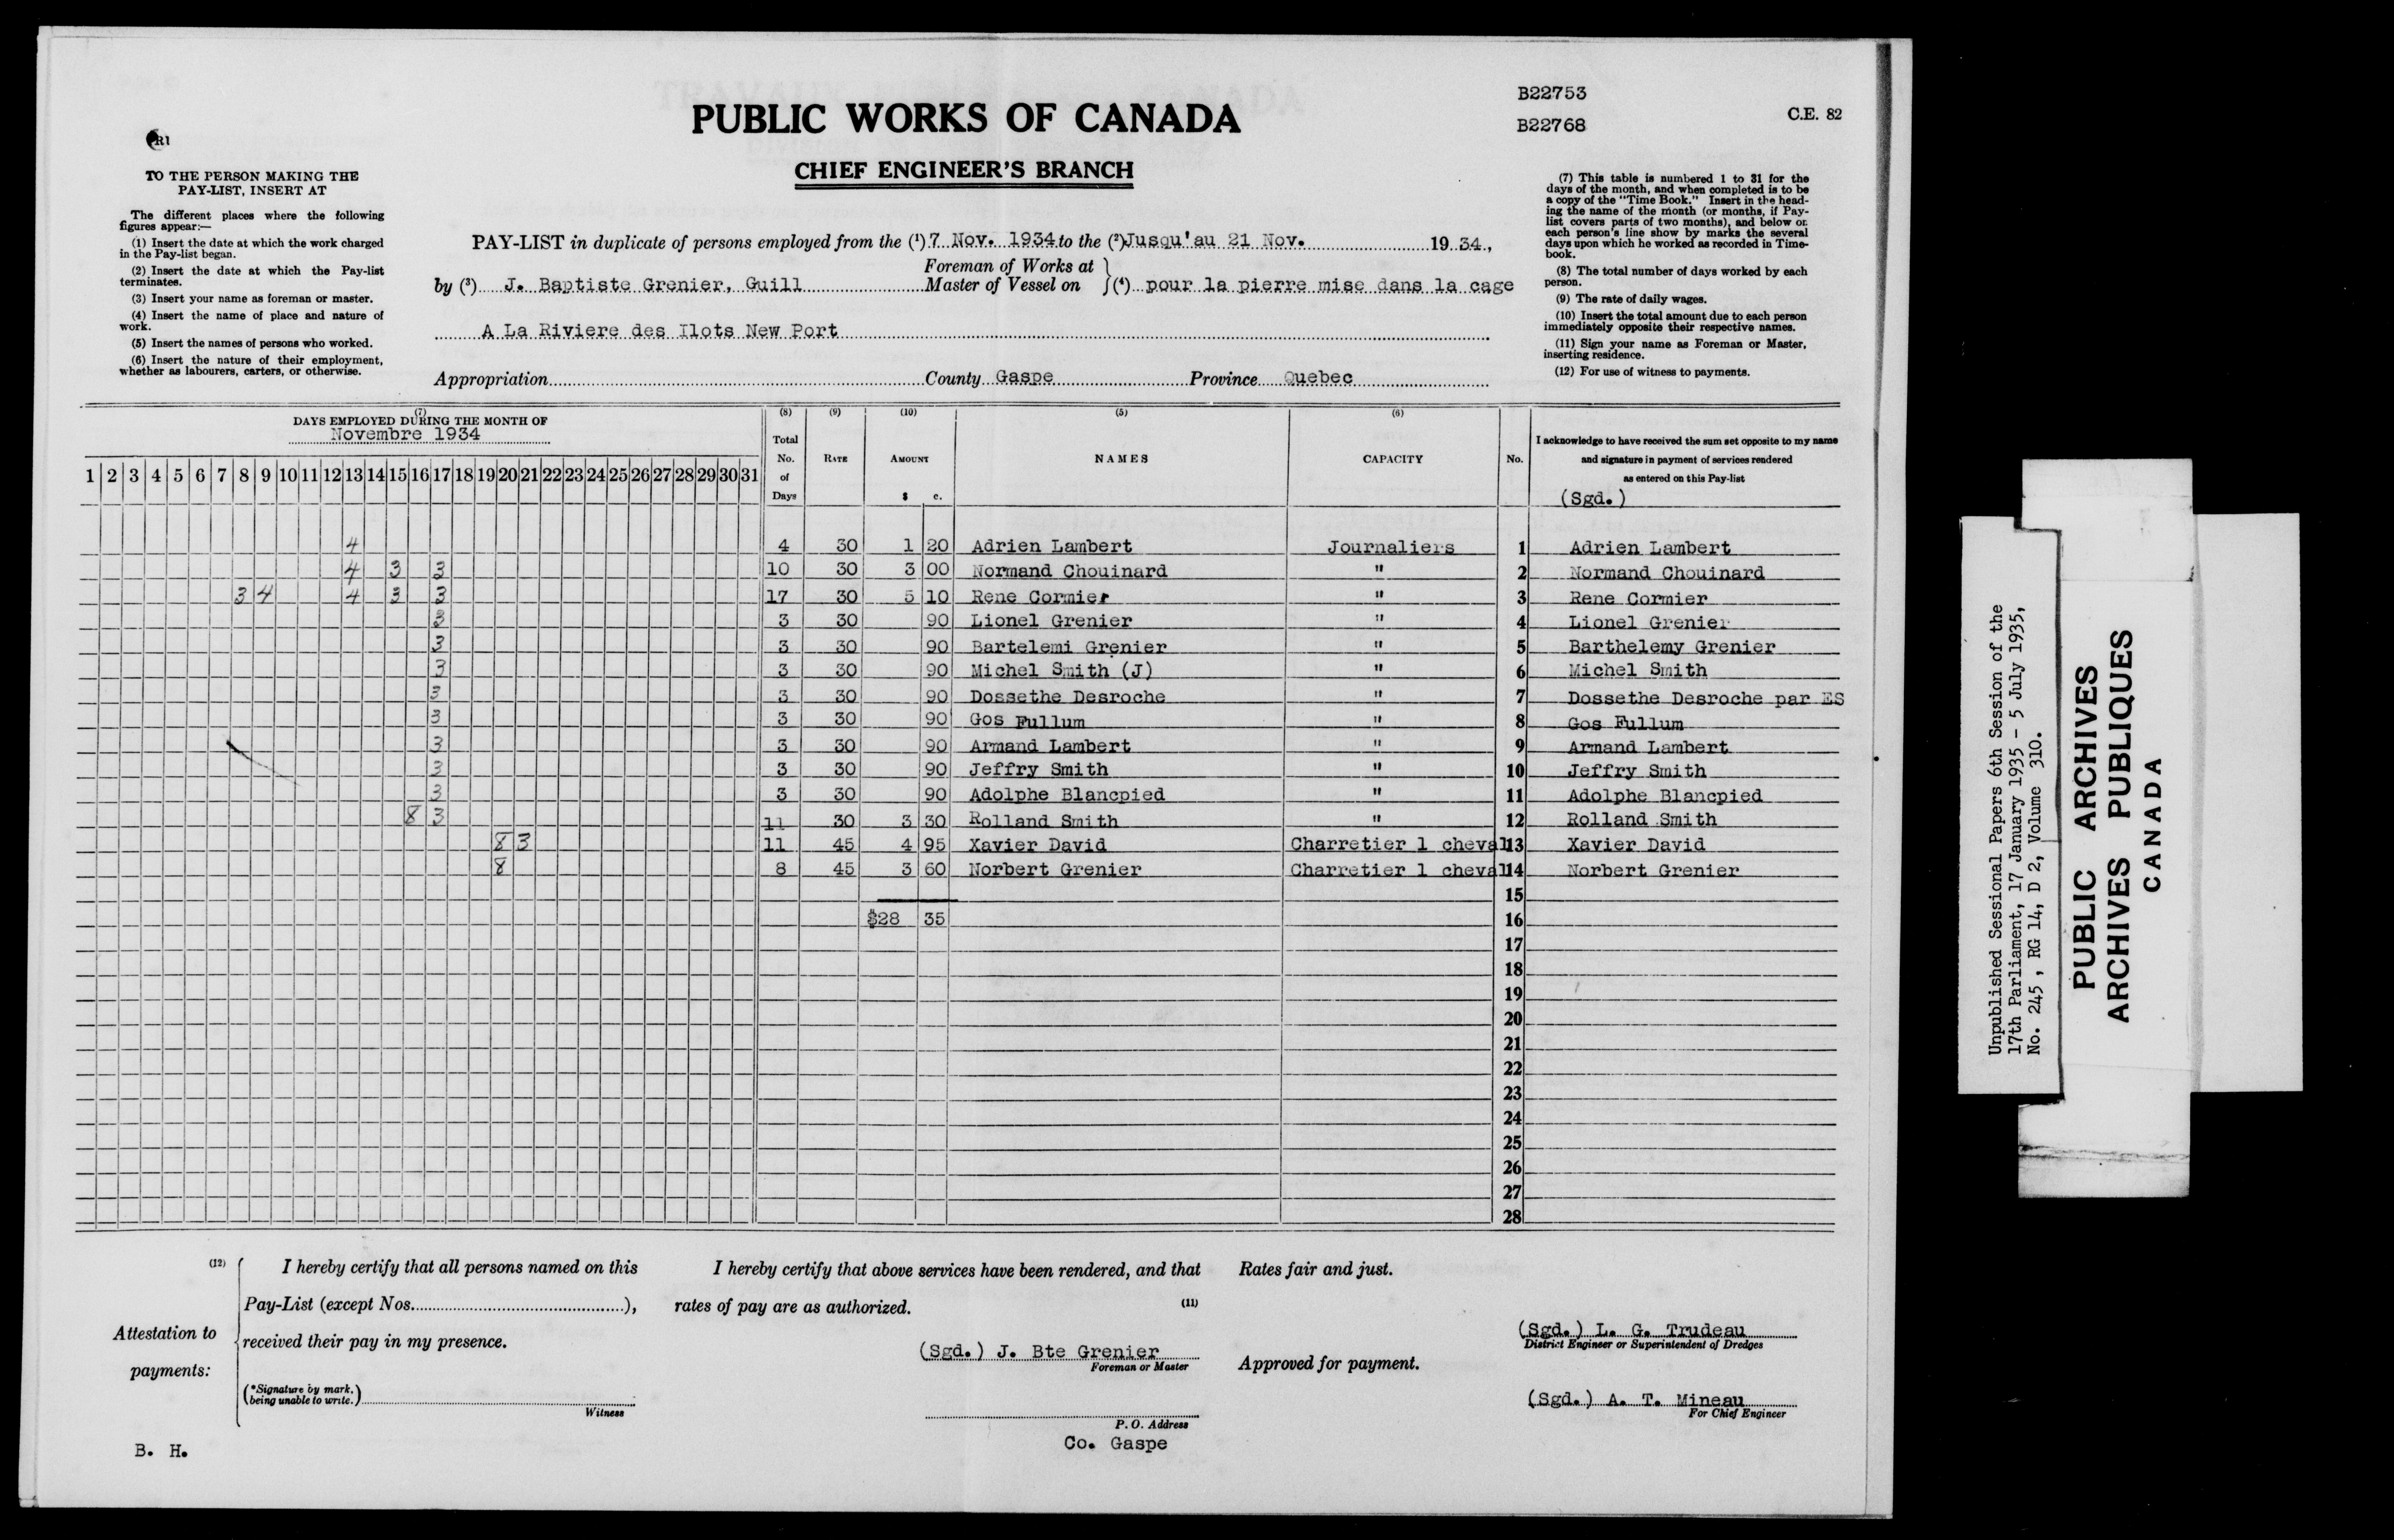 B22753
PUBLIC WORKS OF CANADA
B22768
C.E. 82
CHIEF ENGINEER'S BRANCH
R1
TO THE PERSON MAKING THE
PAY-LIST, INSERT AT
The different places where the following
figures appear:—
(1) Insert the date at which the work charged
in the Pay-list began.
(2) Insert the date at which the Pay-list
terminates.
(3) Insert your name as foreman or master.
(4) Insert the name of place and nature of
work.
(5) Insert the names of persons who worked.
(6) Insert the nature of their employment,
whether as labourers, carters, or otherwise.
PAY-LIST in duplicate of persons employed from the (1) 7 Nov. 1934 to the (2) Jusqu'au 21 Nov. 19 34,
by (3) J. Baptiste Grenier, Guill Foreman of Works at Master of Vessel on } (4) pour la pierre mise dans la cage
A La Riviere des Ilots New Port
Appropriation County Gaspe Province Quebec
(7) This table is numbered 1 to 31 for the
days of the month, and when completed is to be
a copy of the "Time Book." Insert in the head-
ing the name of the month (or months, if Pay-
list covers parts of two months), and below or
each person's line show by marks the several
days upon which he worked as recorded in Time-
book.
(8) The total number of days worked by each
person.
(9) The rate of daily wages.
(10) Insert the total amount due to each person
immediately opposite their respective names.
(11) Sign your name as Foreman or Master,
inserting residence.
(12) For use of witness to payments.
(7)
DAYS EMPLOYED DURING THE MONTH OF
Novembre 1934
1 2 3 4 5 6 7 8 9 10 11 12 13 14 15 16 17 18 19 20 21 22 23 24 25 26 27 28 29 30 31
(8) Total No. of Days
(9) RATE
(10) AMOUNT $ c.
(5) NAMES
(6) CAPACITY
No.
I acknowledge to have received the sum set opposite to my name
and signature in payment of services rendered
as entered on this Pay-list
(Sgd.)
4 4 30 1 20 Adrien Lambert Journaliers 1 Adrien Lambert
4 3 3 10 30 3 00 Normand Chouinard " 2 Normand Chouinard
3 4 4 3 3 17 30 5 10 Rene Cormier " 3 Rene Cormier
3 3 30 90 Lionel Grenier " 4 Lionel Grenier
3 3 30 90 Bartelemi Grenier " 5 Barthelemy Grenier
3 3 30 90 Michel Smith (J) " 6 Michel Smith
3 3 30 90 Dossethe Desroche " 7 Dossethe Desroche par ES
3 3 30 90 Gos Fullum " 8 Gos Fullum
3 3 30 90 Armand Lambert " 9 Armand Lambert
3 3 30 90 Jeffry Smith " 10 Jeffry Smith
3 3 30 90 Adolphe Blancpied " 11 Adolphe Blancpied
8 3 11 30 3 30 Rolland Smith " 12 Rolland Smith
8 3 11 45 4 95 Xavier David Charretier 1 cheval 13 Xavier David
8 8 45 3 60 Norbert Grenier Charretier 1 cheval 14 Norbert Grenier
15
$28 35 16
17
18
19
20
21
22
23
24
25
26
27
28
(12)
Attestation to
payments:
I hereby certify that all persons named on this
Pay-List (except Nos. ),
received their pay in my presence.
(*Signature by mark,
being unable to write.)
Witness
B. H.
I hereby certify that above services have been rendered, and that
rates of pay are as authorized. (11)
(Sgd.) J. Bte Grenier
Foreman or Master
P. O. Address
Co. Gaspe
Rates fair and just.
(Sgd.) L. G. Trudeau
District Engineer or Superintendent of Dredges
Approved for payment.
(Sgd.) A. T. Mineau
For Chief Engineer
Unpublished Sessional Papers 6th Session of the
17th Parliament, 17 January 1935 - 5 July 1935,
No. 245 , RG 14, D 2, Volume 310.
PUBLIC ARCHIVES
ARCHIVES PUBLIQUES
CANADA